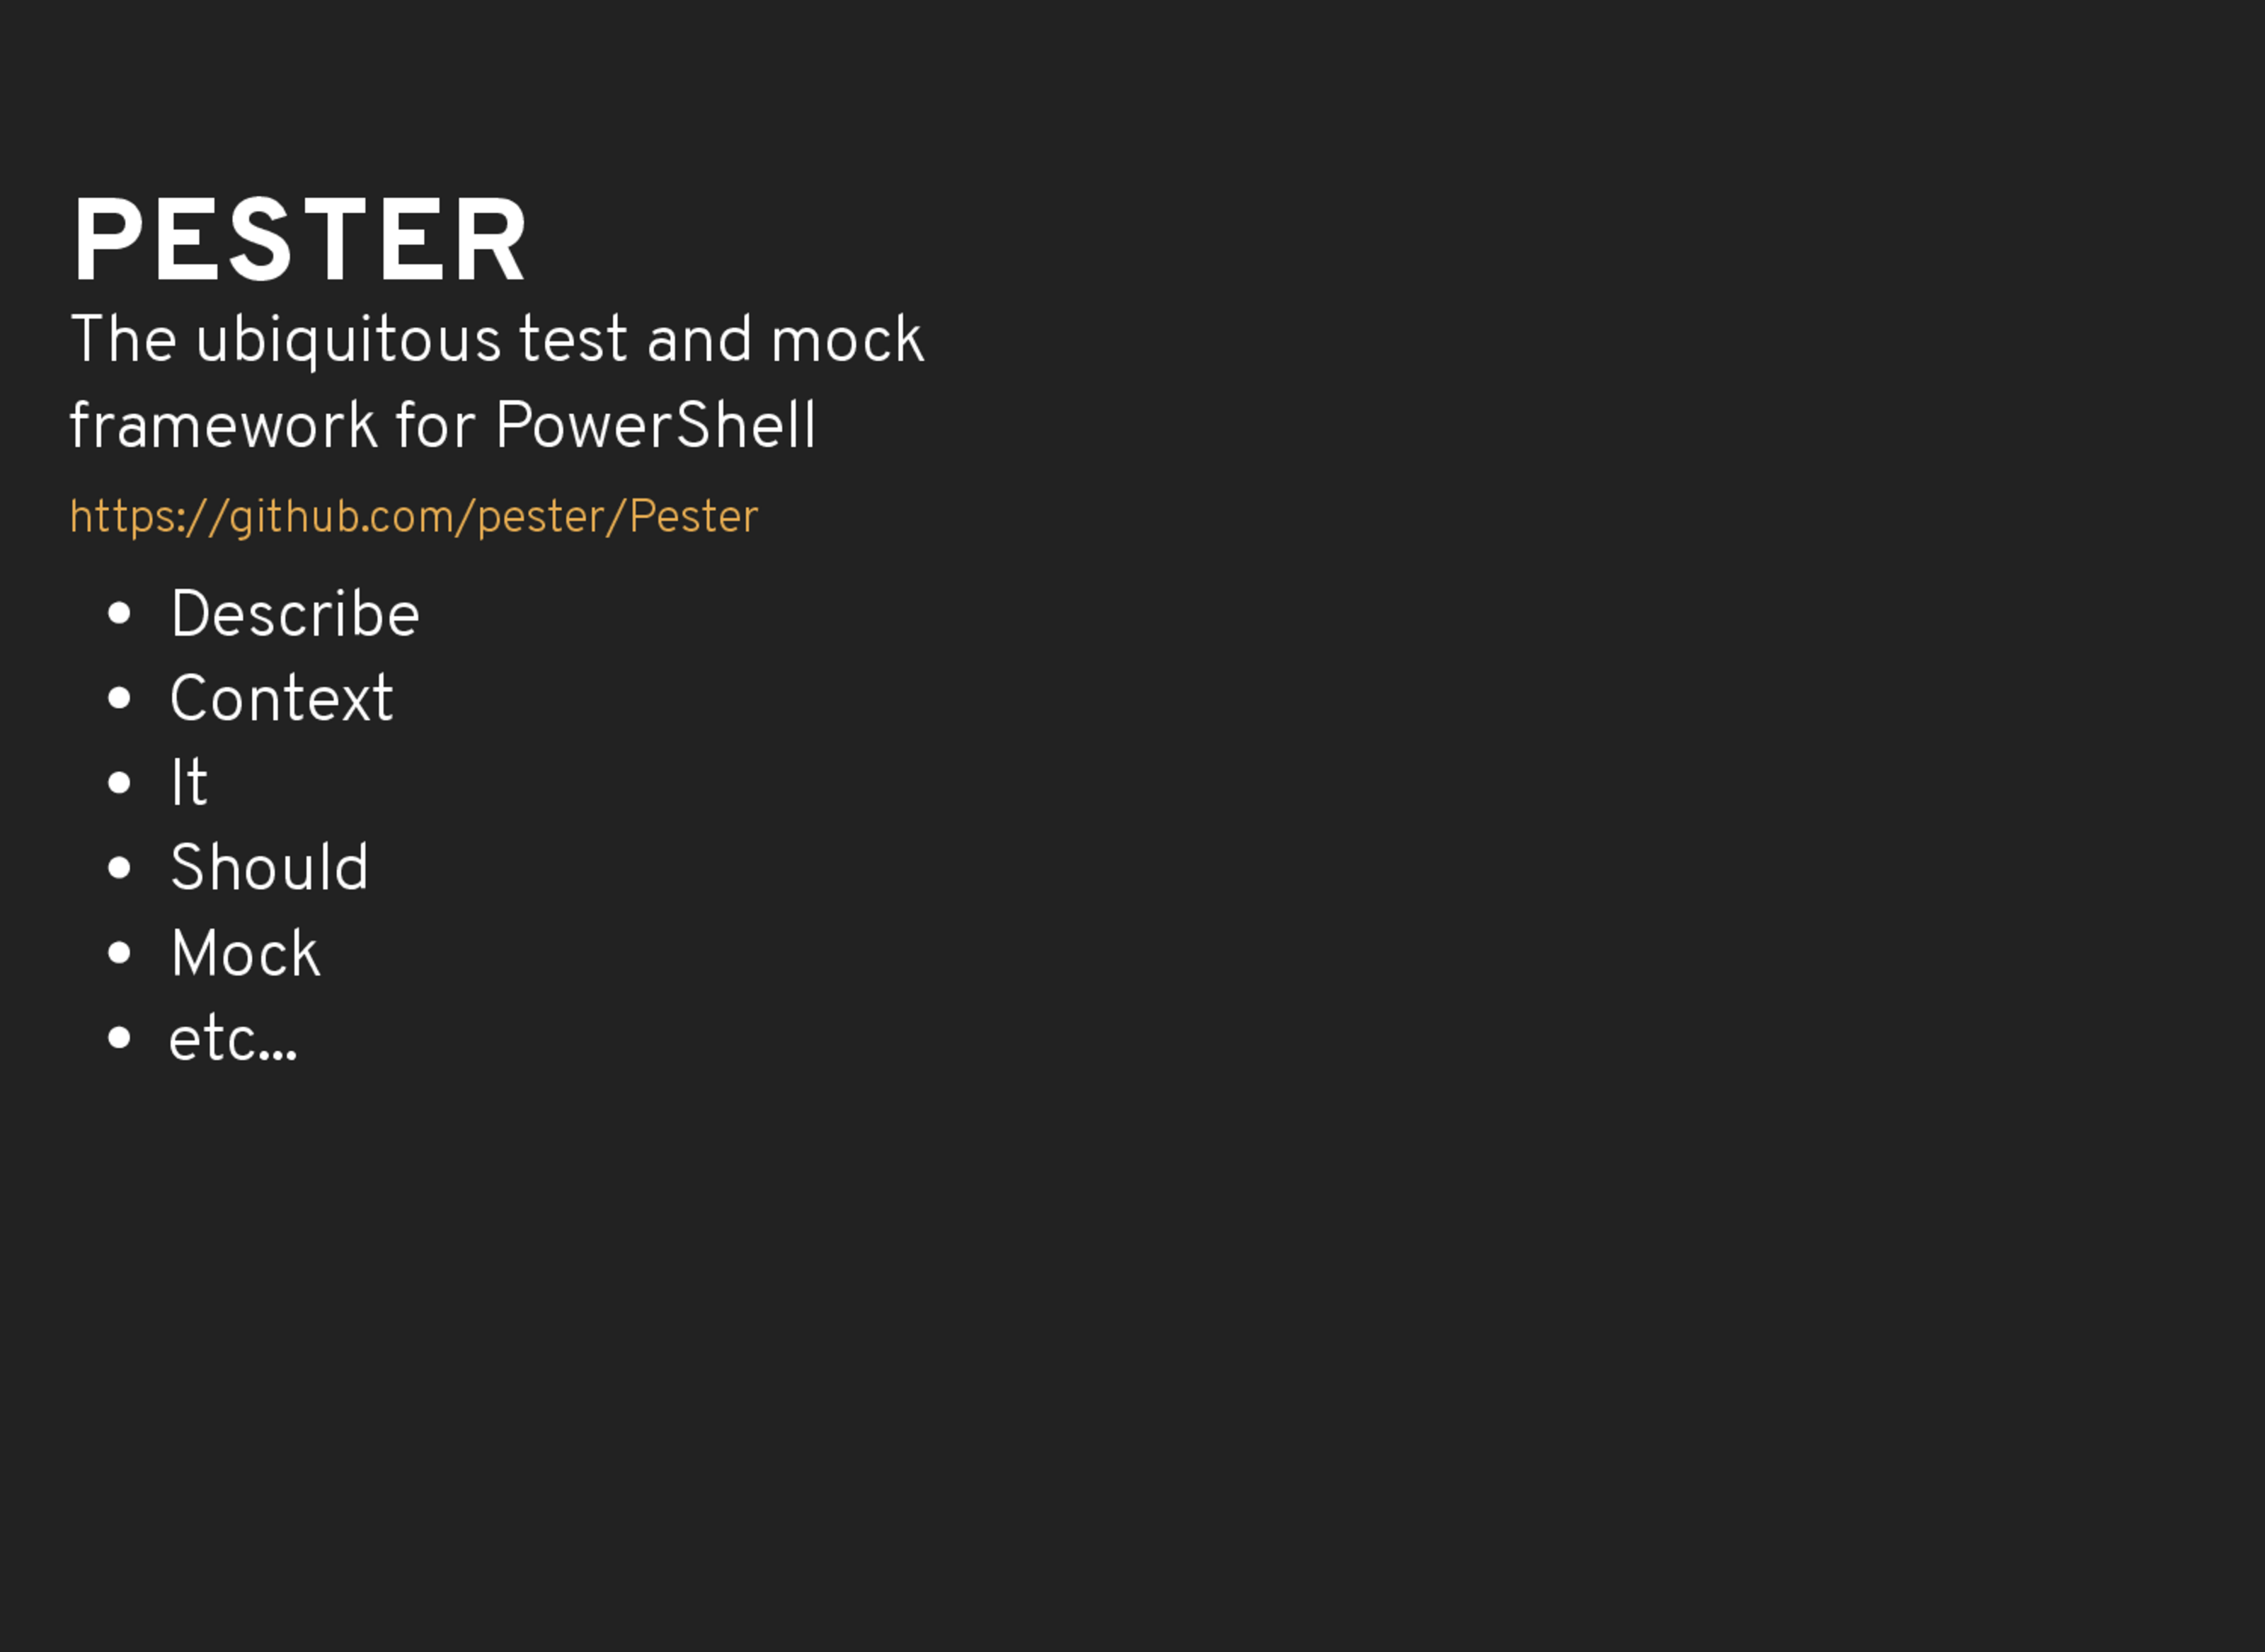 PESTER
The ubiquitous test and mock
framework for PowerShell
https://github.com/pester/Pester
• Describe
• Context
• It
• Should
• Mock
• etc...